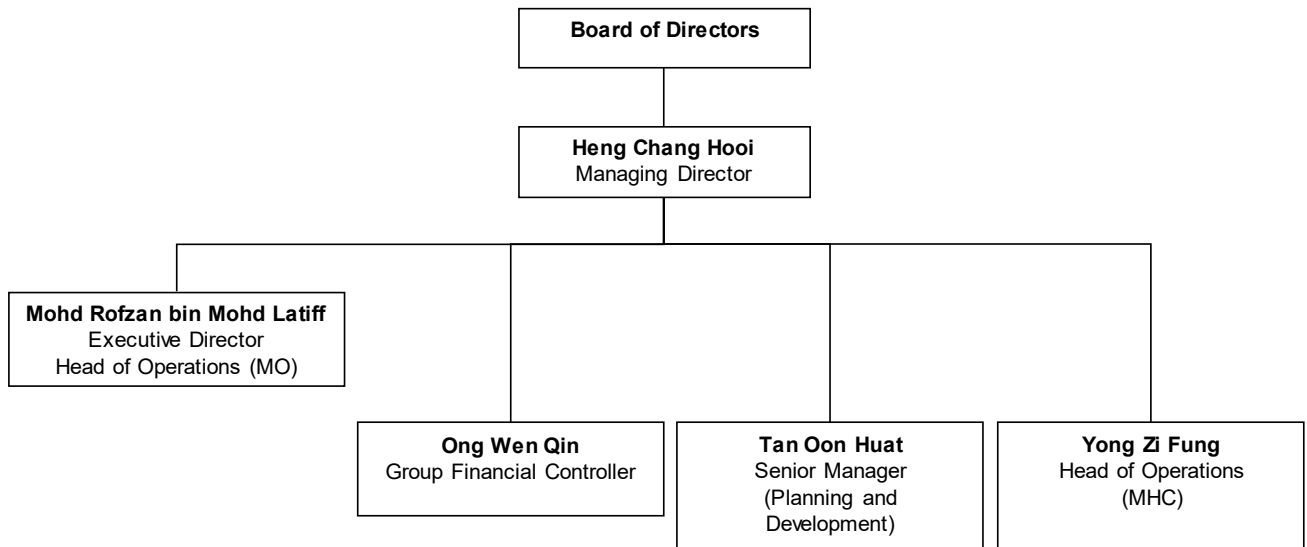 Board of Directors
Heng Chang Hooi
Managing Director
Mohd Rofzan bin Mohd Latiff
Executive Director
Head of Operations (MO)
Ong Wen Qin
Group Financial Controller
Tan Oon Huat
Senior Manager
(Planning and
Development)
Yong Zi Fung
Head of Operations
(MHC)